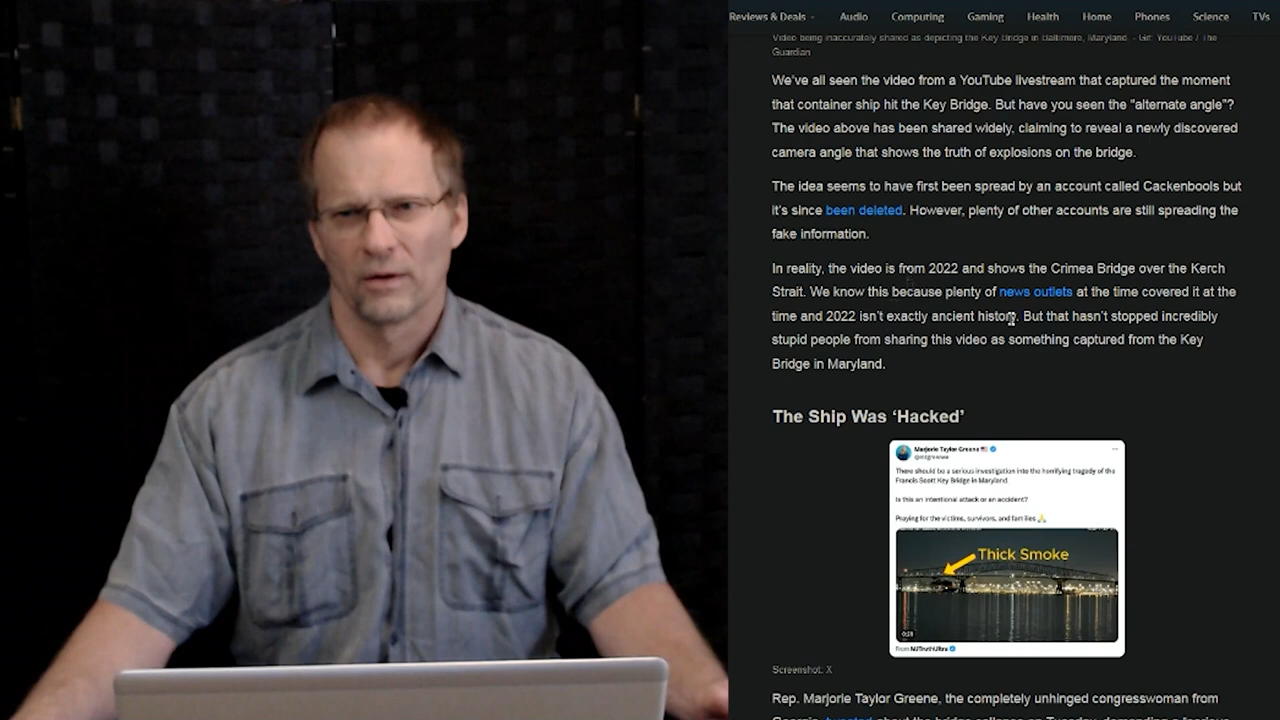 Reviews & Deals Audio Computing Gaming Health Home Phones Science TVs
Video being inaccurately shared as depicting the Key Bridge in Baltimore, Maryland. - Gif: YouTube / The
Guardian
We've all seen the video from a YouTube livestream that captured the moment
that container ship hit the Key Bridge. But have you seen the "alternate angle"?
The video above has been shared widely, claiming to reveal a newly discovered
camera angle that shows the truth of explosions on the bridge.
The idea seems to have first been spread by an account called Cackenbools but
it's since been deleted. However, plenty of other accounts are still spreading the
fake information.
In reality, the video is from 2022 and shows the Crimea Bridge over the Kerch
Strait. We know this because plenty of news outlets at the time covered it at the
time and 2022 isn't exactly ancient history. But that hasn't stopped incredibly
stupid people from sharing this video as something captured from the Key
Bridge in Maryland.
The Ship Was ‘Hacked’
Marjorie Taylor Greene
There should be a serious investigation into the horrifying tragedy of the
Francis Scott Key Bridge in Maryland.
Is this an intentional attack or an accident?
Praying for the victims, survivors, and families 🙏
Thick Smoke
From MJTruthUltra
Screenshot: X
Rep. Marjorie Taylor Greene, the completely unhinged congresswoman from
Georgia, tweeted about the bridge collapse on Tuesday